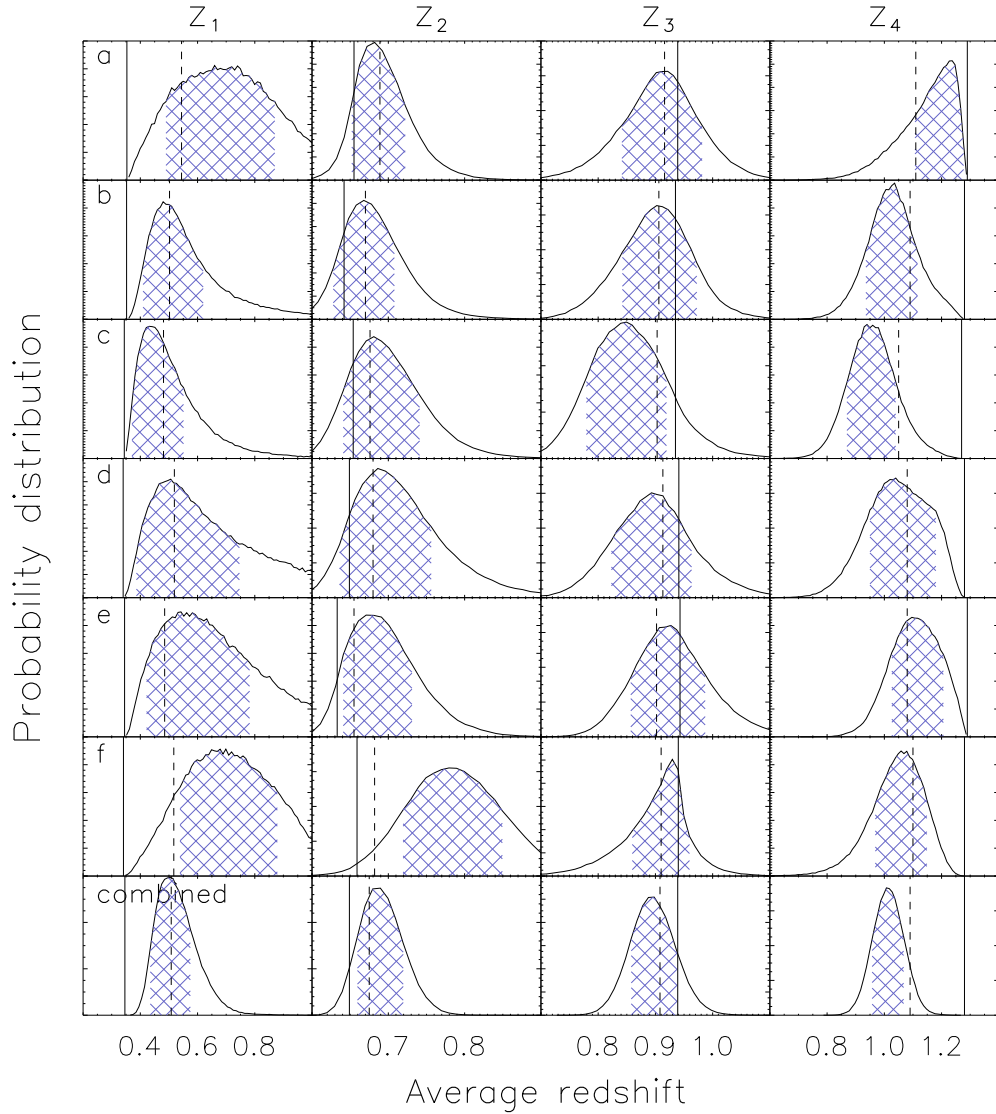 Z1 Z2 Z3 Z4
a
b
c
d
e
f
combined
Probability distribution
0.4 0.6 0.8 0.7 0.8 0.8 0.9 1.0 0.8 1.0 1.2
Average redshift